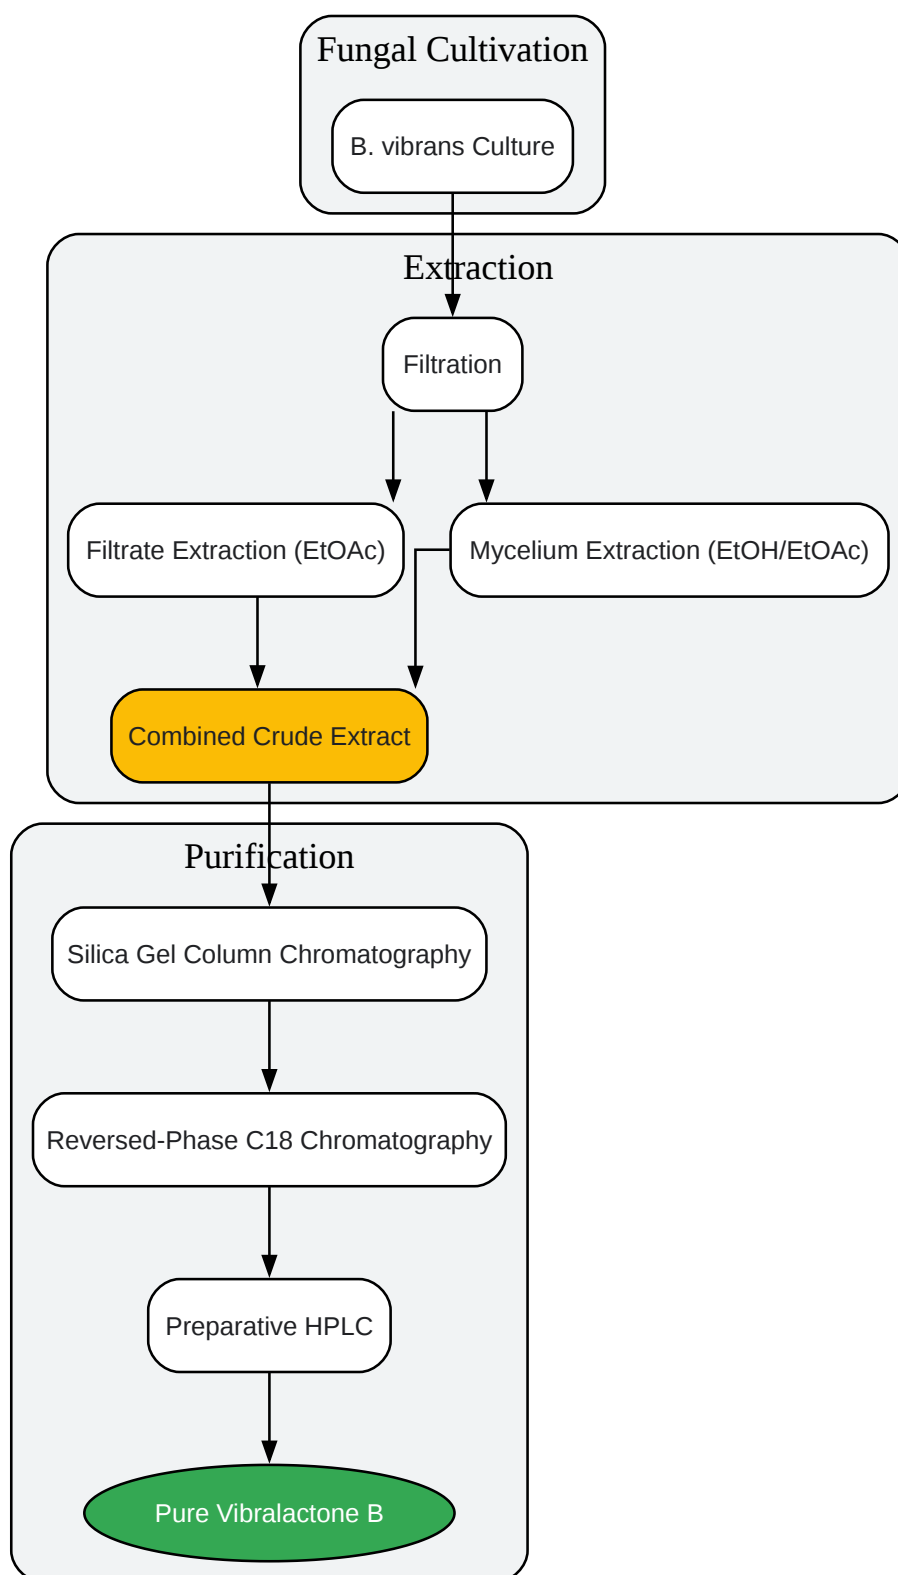 Fungal Cultivation
B. vibrans Culture
Extraction
Filtration
Filtrate Extraction (EtOAc)
Mycelium Extraction (EtOH/EtOAc)
Combined Crude Extract
Purification
Silica Gel Column Chromatography
Reversed-Phase C18 Chromatography
Preparative HPLC
Pure Vibralactone B